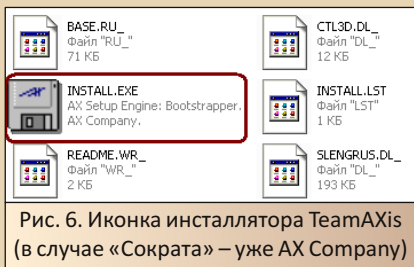 BASE.RU_
Файл "RU_"
71 КБ
CTL3D.DL_
Файл "DL_"
12 КБ
INSTALL.EXE
AX Setup Engine: Bootstrapper.
AX Company.
INSTALL.LST
Файл "LST"
1 КБ
README.WR_
Файл "WR_"
2 КБ
SLENGRUS.DL_
Файл "DL_"
193 КБ
Рис. 6. Иконка инсталлятора TeamAXis
(в случае «Сократа» – уже AX Company)